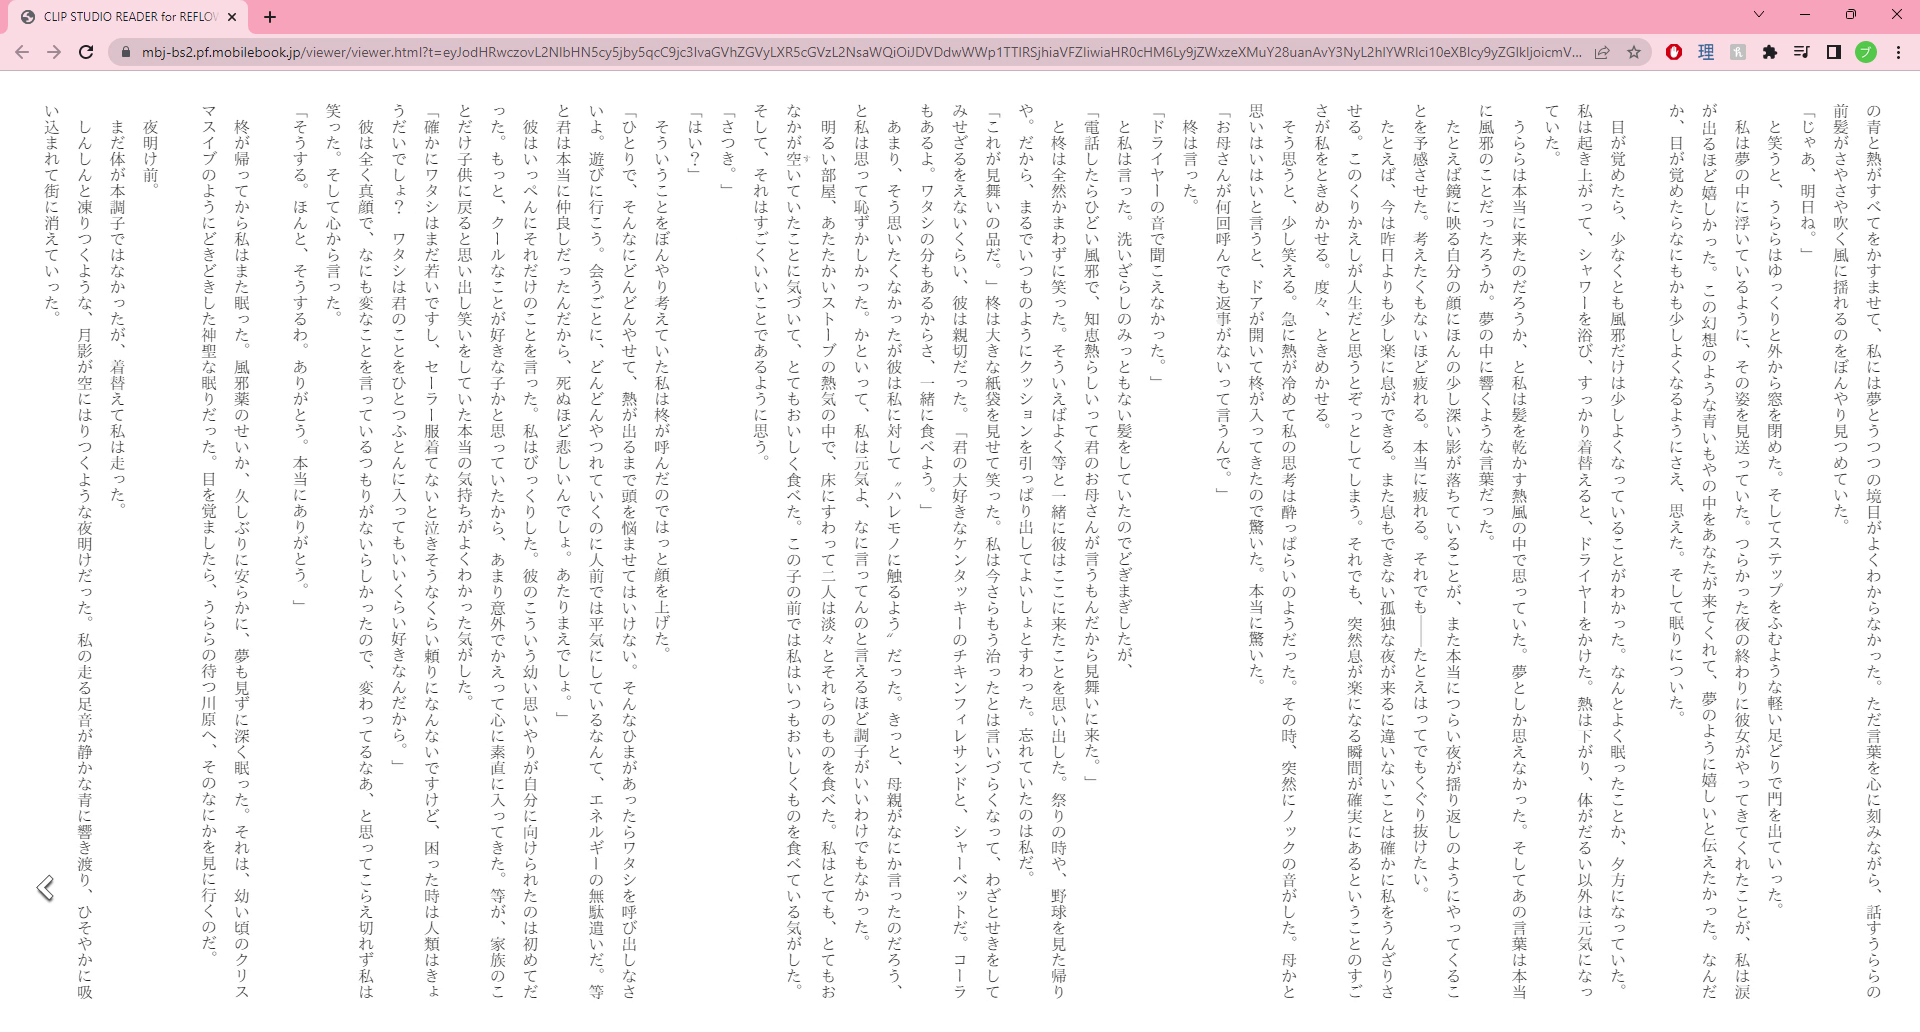 CLIP STUDIO READER for REFLOW
mbj-bs2.pf.mobilebook.jp/viewer/viewer.html?t=
理
ブ
の青と熱がすべてをかすませて、私には夢とうつつの境目がよくわからなかった。ただ言葉を心に刻みながら、話すうららの
前髪がさやさや吹く風に揺れるのをぼんやり見つめていた。
「じゃあ、明日ね。」
と笑うと、うららはゆっくりと外から窓を閉めた。そしてステップをふむような軽い足どりで門を出ていった。
私は夢の中に浮いているように、その姿を見送っていた。つらかった夜の終わりに彼女がやってきてくれたことが、私は涙
が出るほど嬉しかった。この幻想のような青いもやの中をあなたが来てくれて、夢のように嬉しいと伝えたかった。なんだ
か、目が覚めたらなにもかも少しよくなるようにさえ、思えた。そして眠りについた。
目が覚めたら、少なくとも風邪だけは少しよくなっていることがわかった。なんとよく眠ったことか、夕方になっていた。
私は起き上がって、シャワーを浴び、すっかり着替えると、ドライヤーをかけた。熱は下がり、体がだるい以外は元気になっ
ていた。
うららは本当に来たのだろうか、と私は髪を乾かす熱風の中で思っていた。夢としか思えなかった。そしてあの言葉は本当
に風邪のことだったろうか。夢の中に響くような言葉だった。
たとえば鏡に映る自分の顔にほんの少し深い影が落ちていることが、また本当につらい夜が揺り返しのようにやってくるこ
とを予感させた。考えたくもないほど疲れる。本当に疲れる。それでも――たとえはってでもくぐり抜けたい。
たとえば、今は昨日よりも少し楽に息ができる。また息もできない孤独な夜が来るに違いないことは確かに私をうんざりさ
せる。このくりかえしが人生だと思うとぞっとしてしまう。それでも、突然息が楽になる瞬間が確実にあるということのすご
さが私をときめかせる。度々、ときめかせる。
そう思うと、少し笑える。急に熱が冷めて私の思考は酔っぱらいのようだった。その時、突然にノックの音がした。母かと
思いはいはいと言うと、ドアが開いて柊が入ってきたので驚いた。本当に驚いた。
「お母さんが何回呼んでも返事がないって言うんで。」
柊は言った。
「ドライヤーの音で聞こえなかった。」
と私は言った。洗いざらしのみっともない髪をしていたのでどぎまぎしたが、
「電話したらひどい風邪で、知恵熱らしいって君のお母さんが言うもんだから見舞いに来た。」
と柊は全然かまわずに笑った。そういえばよく等と一緒に彼はここに来たことを思い出した。祭りの時や、野球を見た帰り
や。だから、まるでいつものようにクッションを引っぱり出してよいしょとすわった。忘れていたのは私だ。
「これが見舞いの品だ。」柊は大きな紙袋を見せて笑った。私は今さらもう治ったとは言いづらくなって、わざとせきをして
みせざるをえないくらい、彼は親切だった。「君の大好きなケンタッキーのチキンフィレサンドと、シャーベットだ。コーラ
もあるよ。ワタシの分もあるからさ、一緒に食べよう。」
あまり、そう思いたくなかったが彼は私に対して〝ハレモノに触るよう〟だった。きっと、母親がなにか言ったのだろう、
と私は思って恥ずかしかった。かといって、私は元気よ、なに言ってんのと言えるほど調子がいいわけでもなかった。
明るい部屋、あたたかいストーブの熱気の中で、床にすわって二人は淡々とそれらのものを食べた。私はとても、とてもお
なかが空すいていたことに気づいて、とてもおいしく食べた。この子の前では私はいつもおいしくものを食べている気がした。
そして、それはすごくいいことであるように思う。
「さつき。」
「はい？」
そういうことをぼんやり考えていた私は柊が呼んだのではっと顔を上げた。
「ひとりで、そんなにどんどんやせて、熱が出るまで頭を悩ませてはいけない。そんなひまがあったらワタシを呼び出しなさ
いよ。遊びに行こう。会うごとに、どんどんやつれていくのに人前では平気にしているなんて、エネルギーの無駄遣いだ。等
と君は本当に仲良しだったんだから、死ぬほど悲しいんでしょ。あたりまえでしょ。」
彼はいっぺんにそれだけのことを言った。私はびっくりした。彼のこういう幼い思いやりが自分に向けられたのは初めてだ
った。もっと、クールなことが好きな子かと思っていたから、あまり意外でかえって心に素直に入ってきた。等が、家族のこ
とだけ子供に戻ると思い出し笑いをしていた本当の気持ちがよくわかった気がした。
「確かにワタシはまだ若いですし、セーラー服着てないと泣きそうなくらい頼りになんないですけど、困った時は人類はきょ
うだいでしょ？　ワタシは君のことをひとつふとんに入ってもいいくらい好きなんだから。」
彼は全く真顔で、なにも変なことを言っているつもりがないらしかったので、変わってるなあ、と思ってこらえ切れず私は
笑った。そして心から言った。
「そうする。ほんと、そうするわ。ありがとう。本当にありがとう。」
柊が帰ってから私はまた眠った。風邪薬のせいか、久しぶりに安らかに、夢も見ずに深く眠った。それは、幼い頃のクリス
マスイブのようにどきどきした神聖な眠りだった。目を覚ましたら、うららの待つ川原へ、そのなにかを見に行くのだ。
夜明け前。
まだ体が本調子ではなかったが、着替えて私は走った。
しんしんと凍りつくような、月影が空にはりつくような夜明けだった。私の走る足音が静かな青に響き渡り、ひそやかに吸
い込まれて街に消えていった。